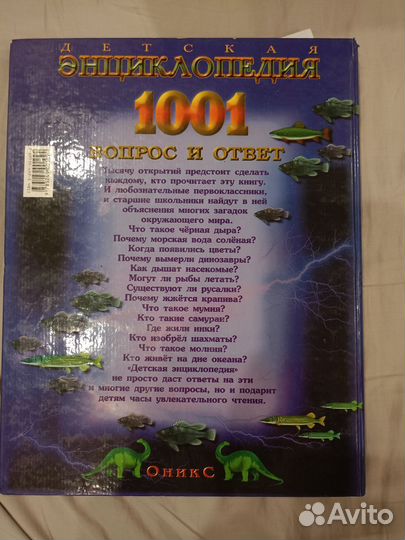 ДЕТСКАЯ
ЭНЦИКЛОПЕДИЯ
1001
ВОПРОС И ОТВЕТ
Тысячу открытий предстоит сделать
каждому, кто прочитает эту книгу.
И любознательные первоклассники,
и старшие школьники найдут в ней
объяснения многих загадок
окружающего мира.
Что такое чёрная дыра?
Почему морская вода солёная?
Когда появились цветы?
Почему вымерли динозавры?
Как дышат насекомые?
Могут ли рыбы летать?
Существуют ли русалки?
Почему жжётся крапива?
Что такое мумия?
Кто такие самураи?
Где жили инки?
Кто изобрёл шахматы?
Что такое молния?
Кто живёт на дне океана?
«Детская энциклопедия»
не просто даст ответы на эти
и многие другие вопросы, но и подарит
детям часы увлекательного чтения.
ОНИКС
Avito